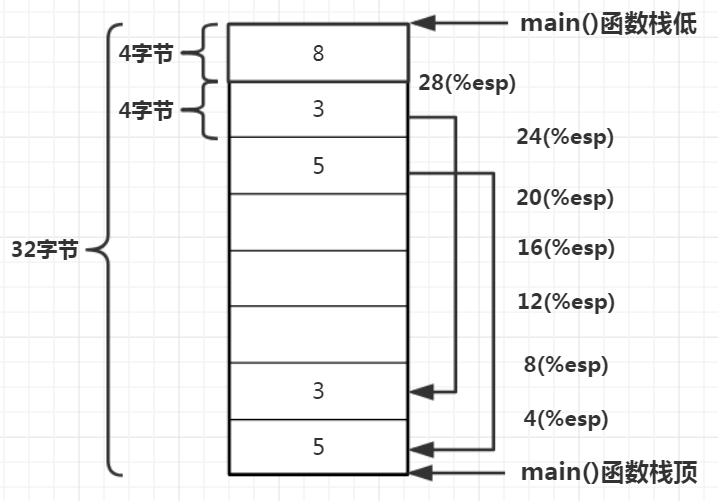 main()函数栈低
4字节
8
28(%esp)
4字节
3
24(%esp)
5
20(%esp)
32字节
16(%esp)
12(%esp)
8(%esp)
3
4(%esp)
5
main()函数栈顶